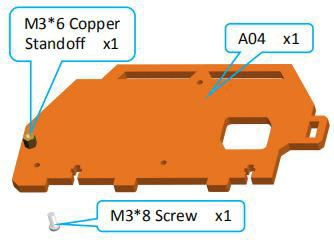 M3*6 Copper
Standoff x1
A04 x1
M3*8 Screw x1